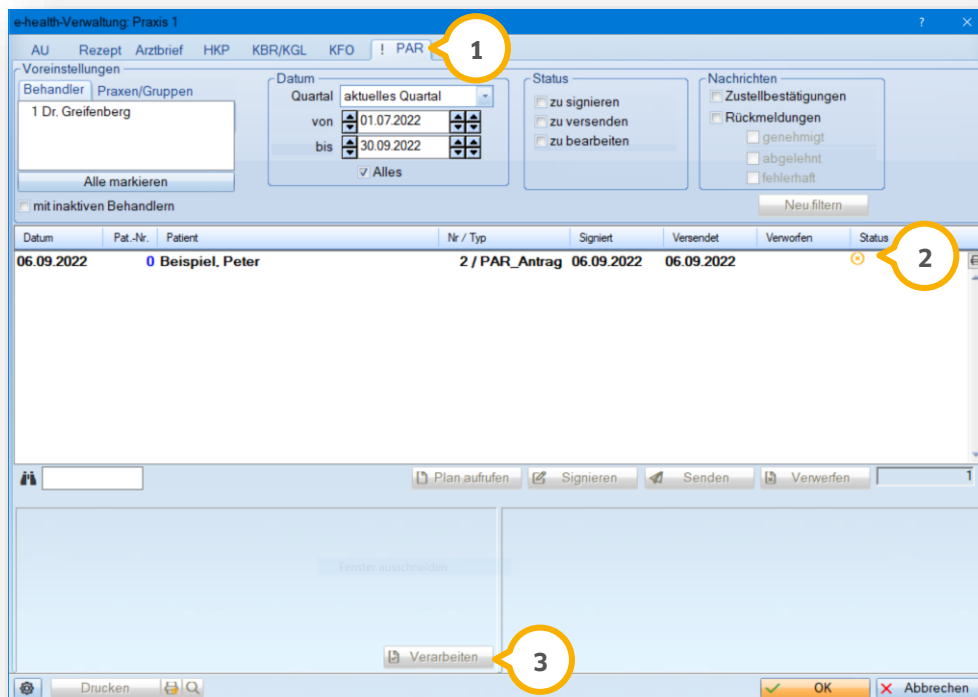 e-health-Verwaltung: Praxis 1 ? ×
AU Rezept Arztbrief HKP KBR/KGL KFO ! PAR 1
Voreinstellungen
Behandler Praxen/Gruppen
1 Dr. Greifenberg
Alle markieren
mit inaktiven Behandlern
Datum
Quartal aktuelles Quartal
von 01.07.2022
bis 30.09.2022
Alles
Status
zu signieren
zu versenden
zu bearbeiten
Nachrichten
Zustellbestätigungen
Rückmeldungen
genehmigt
abgelehnt
fehlerhaft
Neu filtern
Datum Pat.-Nr. Patient Nr / Typ Signiert Versendet Verworfen Status
06.09.2022 0 Beispiel, Peter 2 / PAR_Antrag 06.09.2022 06.09.2022
2
Plan aufrufen Signieren Senden Verwerfen 1
Fenster ausschneiden
Verarbeiten 3
Drucken OK Abbrechen